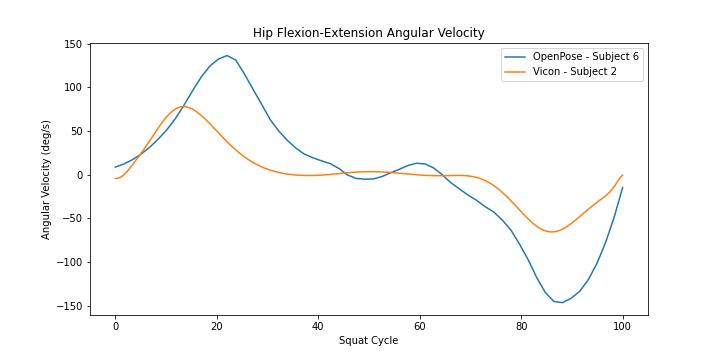 Hip Flexion-Extension Angular Velocity
OpenPose - Subject 6
Vicon - Subject 2
Angular Velocity (deg/s)
150
100
50
0
−50
−100
−150
0 20 40 60 80 100
Squat Cycle